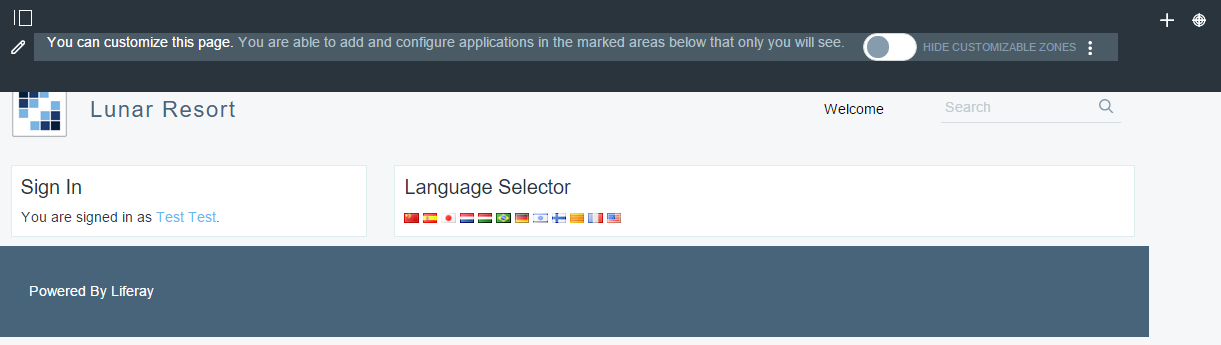 You can customize this page. You are able to add and configure applications in the marked areas below that only you will see. HIDE CUSTOMIZABLE ZONES
Lunar Resort Welcome Search
Sign In
You are signed in as Test Test.
Language Selector
Powered By Liferay